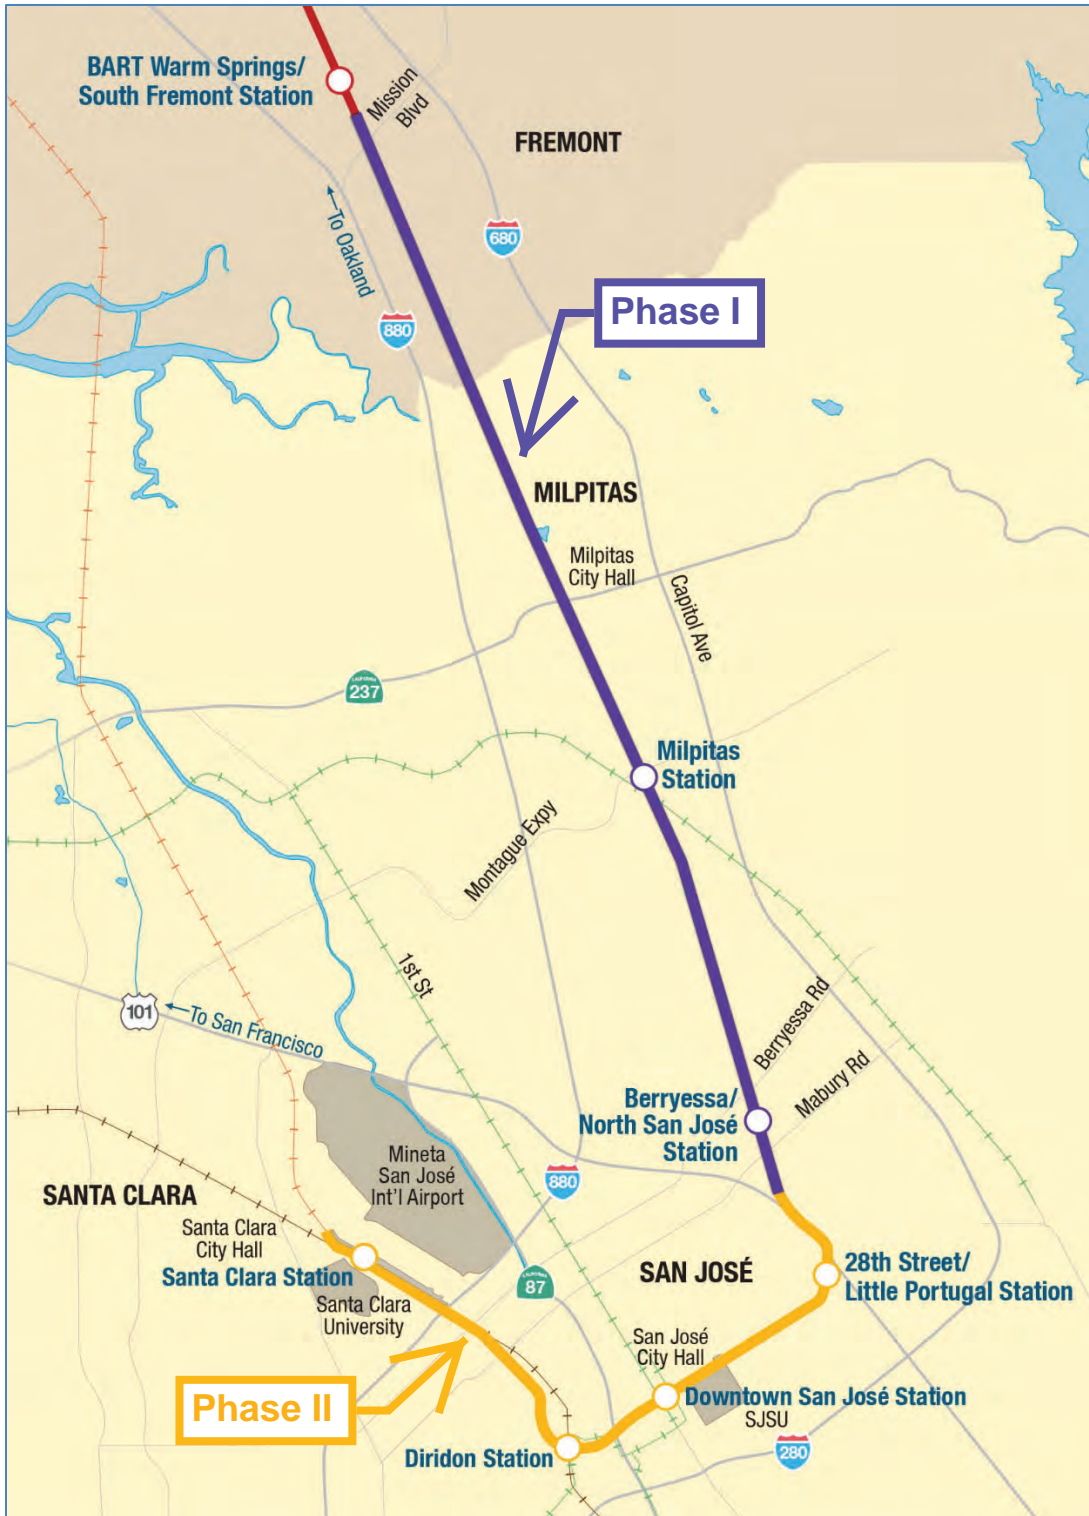 BART Warm Springs/
South Fremont Station
Mission
Blvd
FREMONT
To Oakland
680
880
Phase I
MILPITAS
Milpitas
City Hall
Capitol Ave
CALIFORNIA
237
Milpitas
Station
Montague Expy
1st St
101
To San Francisco
Berryessa Rd
Mabury Rd
Berryessa/
North San José
Station
Mineta
San José
Int'l Airport
880
SANTA CLARA
Santa Clara
City Hall
Santa Clara Station
Santa Clara
University
CALIFORNIA
87
SAN JOSÉ
28th Street/
Little Portugal Station
San José
City Hall
Downtown San José Station
SJSU
Phase II
Diridon Station
280